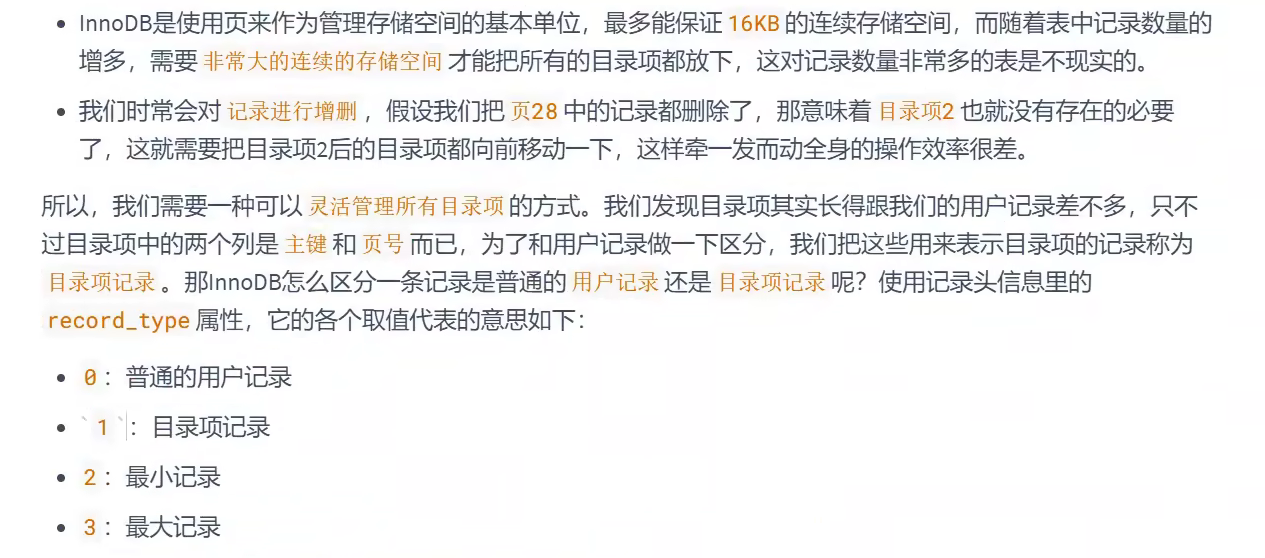 InnoDB是使用页来作为管理存储空间的基本单位，最多能保证 16KB 的连续存储空间，而随着表中记录数量的
增多，需要 非常大的连续的存储空间 才能把所有的目录项都放下，这对记录数量非常多的表是不现实的。
我们时常会对 记录进行增删 ，假设我们把 页28 中的记录都删除了，那意味着 目录项2 也就没有存在的必要
了，这就需要把目录项2后的目录项都向前移动一下，这样牵一发而动全身的操作效率很差。
所以，我们需要一种可以 灵活管理所有目录项 的方式。我们发现目录项其实长得跟我们的用户记录差不多，只不
过目录项中的两个列是 主键 和 页号 而已，为了和用户记录做一下区分，我们把这些用来表示目录项的记录称为
目录项记录 。那InnoDB怎么区分一条记录是普通的 用户记录 还是 目录项记录 呢？使用记录头信息里的
record_type 属性，它的各个取值代表的意思如下：
0 ：普通的用户记录
` 1 `：目录项记录
2 ：最小记录
3 ：最大记录